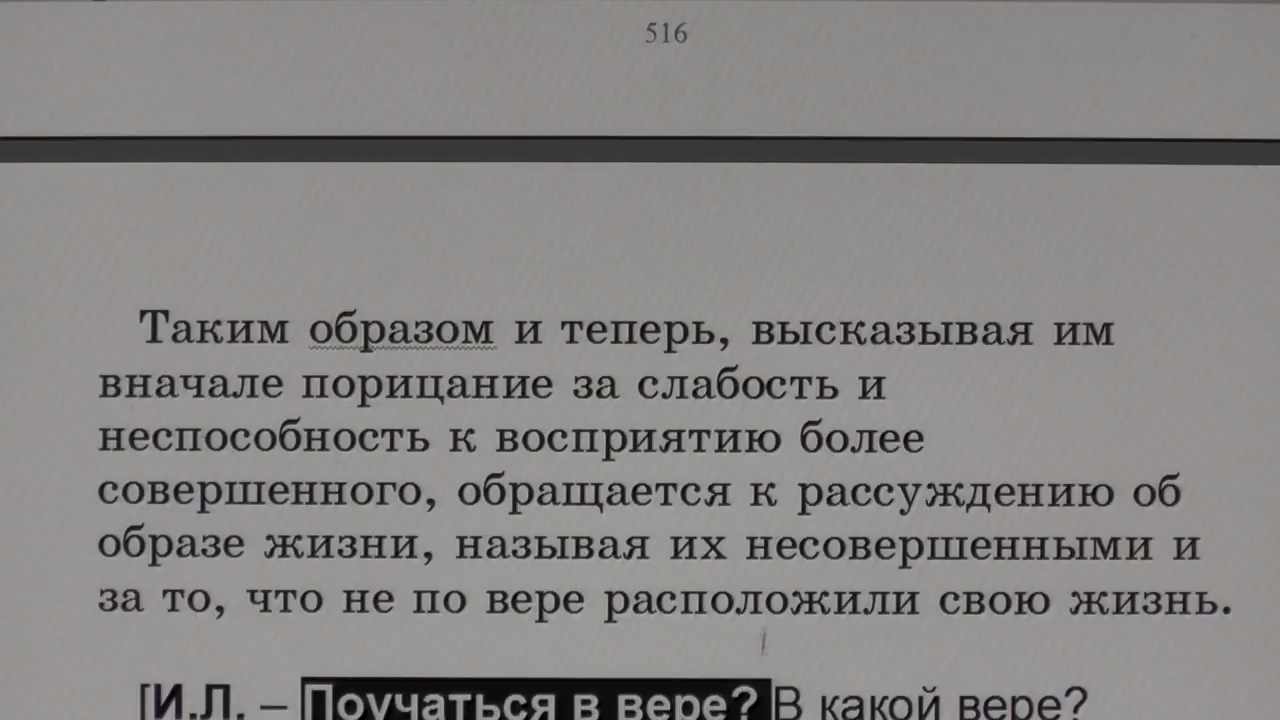 516
Таким образом и теперь, высказывая им
вначале порицание за слабость и
неспособность к восприятию более
совершенного, обращается к рассуждению об
образе жизни, называя их несовершенными и
за то, что не по вере расположили свою жизнь.
[И.Л. – Поучаться в вере? В какой вере?